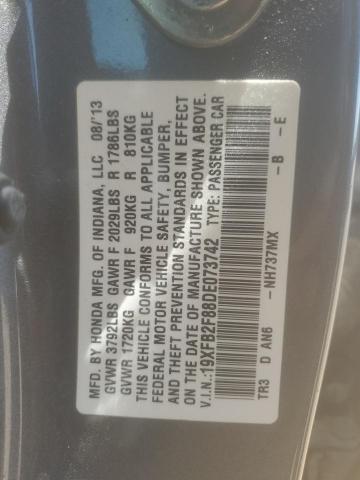 MFD. BY HONDA MFG. OF INDIANA, LLC 08/'13
GVWR 3792LBS GAWR F 2029LBS R 1786LBS
GVWR 1720KG GAWR F 920KG R 810KG
THIS VEHICLE CONFORMS TO ALL APPLICABLE
FEDERAL MOTOR VEHICLE SAFETY, BUMPER,
AND THEFT PREVENTION STANDARDS IN EFFECT
ON THE DATE OF MANUFACTURE SHOWN ABOVE.
V.I.N.:19XFB2F88DE073742 TYPE: PASSENGER CAR
TR3 D AN6 -NH737MX -B -E